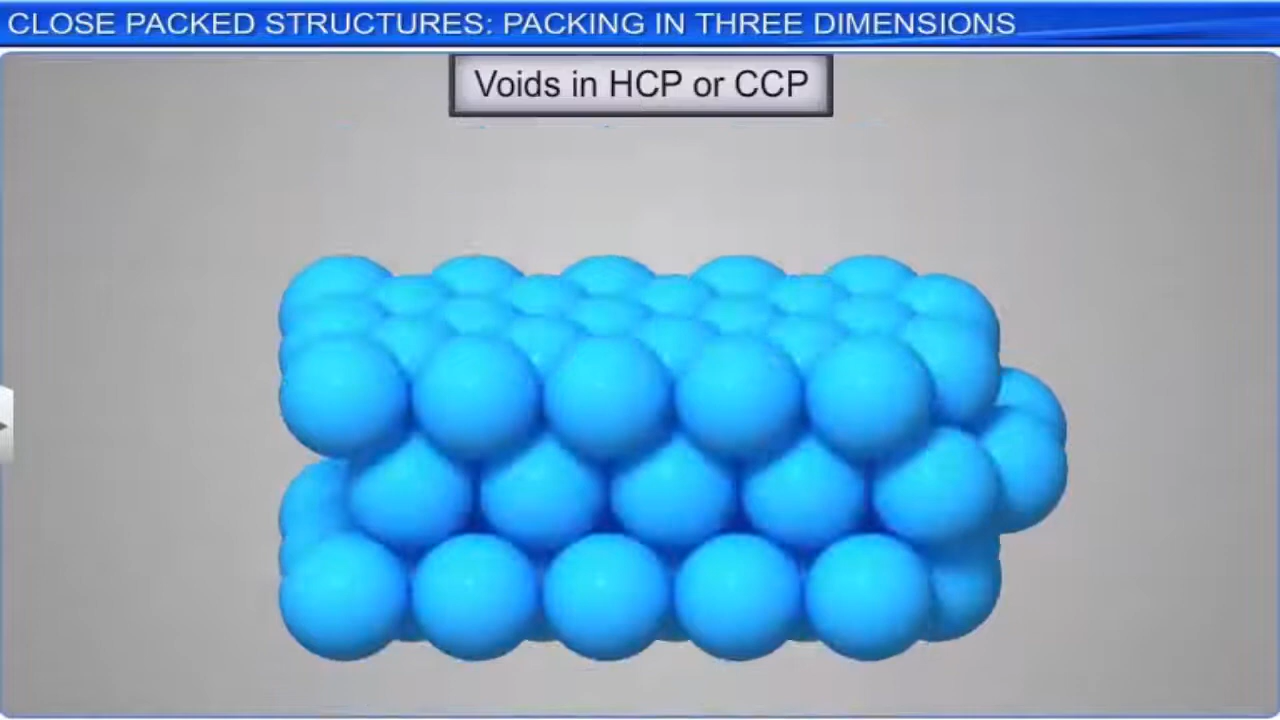 CLOSE PACKED STRUCTURES: PACKING IN THREE DIMENSIONS
Voids in HCP or CCP